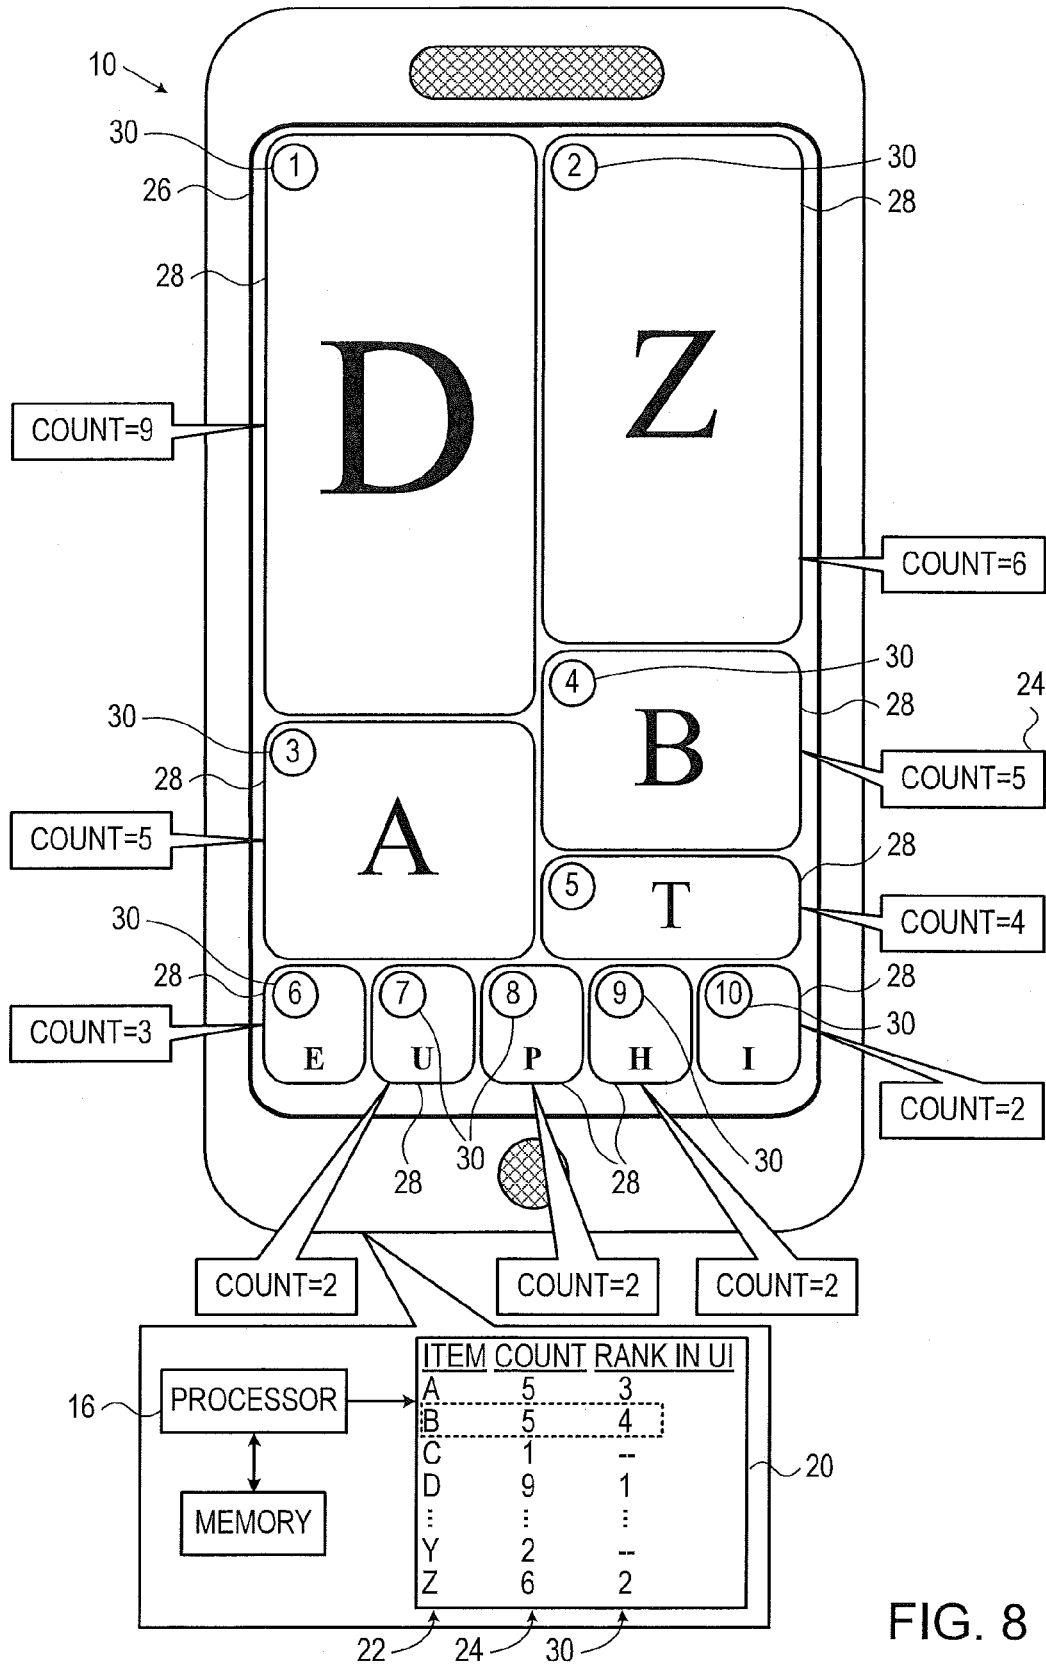 10
30
1
2
30
26
28
28
D
Z
COUNT=9
COUNT=6
30
4
24
30
28
3
B
28
COUNT=5
A
COUNT=5
28
5
T
30
COUNT=4
28
6
7
8
9
10
28
30
COUNT=3
E
U
P
H
I
COUNT=2
30
30
28
28
COUNT=2
COUNT=2
COUNT=2
ITEM COUNT RANK IN UI
A 5 3
16
PROCESSOR
B 5 4
C 1 --
20
D 9 1
MEMORY
⋮ ⋮ ⋮
Y 2 --
Z 6 2
FIG. 8
22
24
30